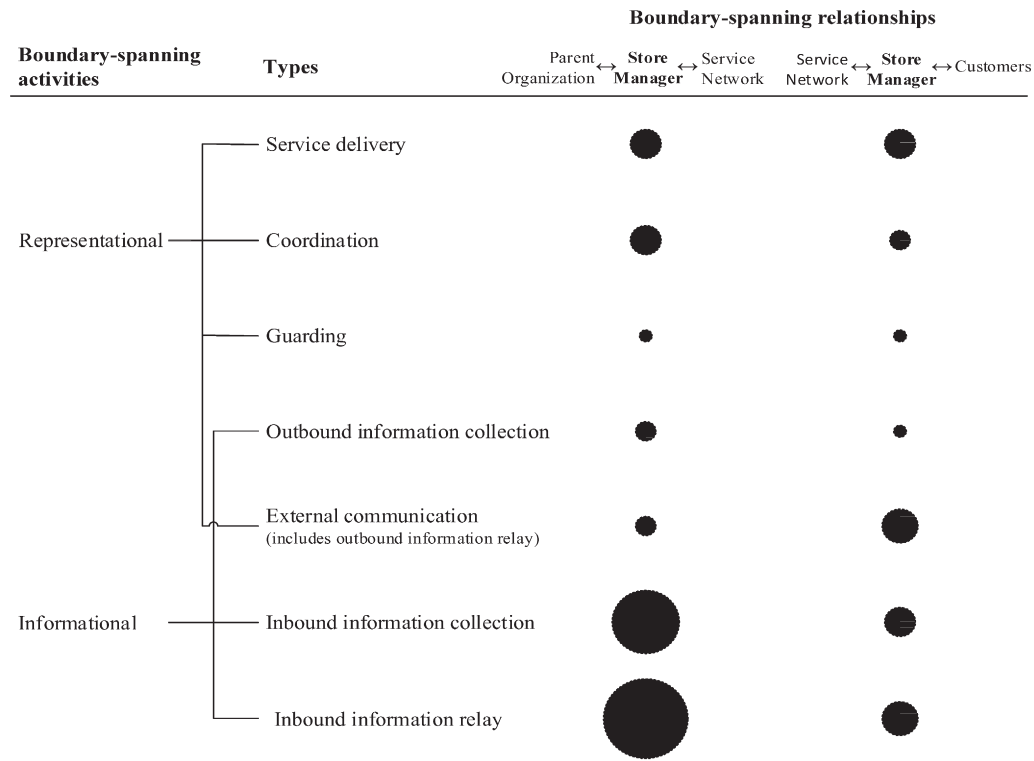 Boundary-spanning relationships
Boundary-spanning
activities
Types
Parent
Organization
↔
Store
Manager
↔
Service
Network
Service
Network
↔
Store
Manager
↔
Customers
Service delivery
Representational
Coordination
Guarding
Outbound information collection
External communication
(includes outbound information relay)
Informational
Inbound information collection
Inbound information relay